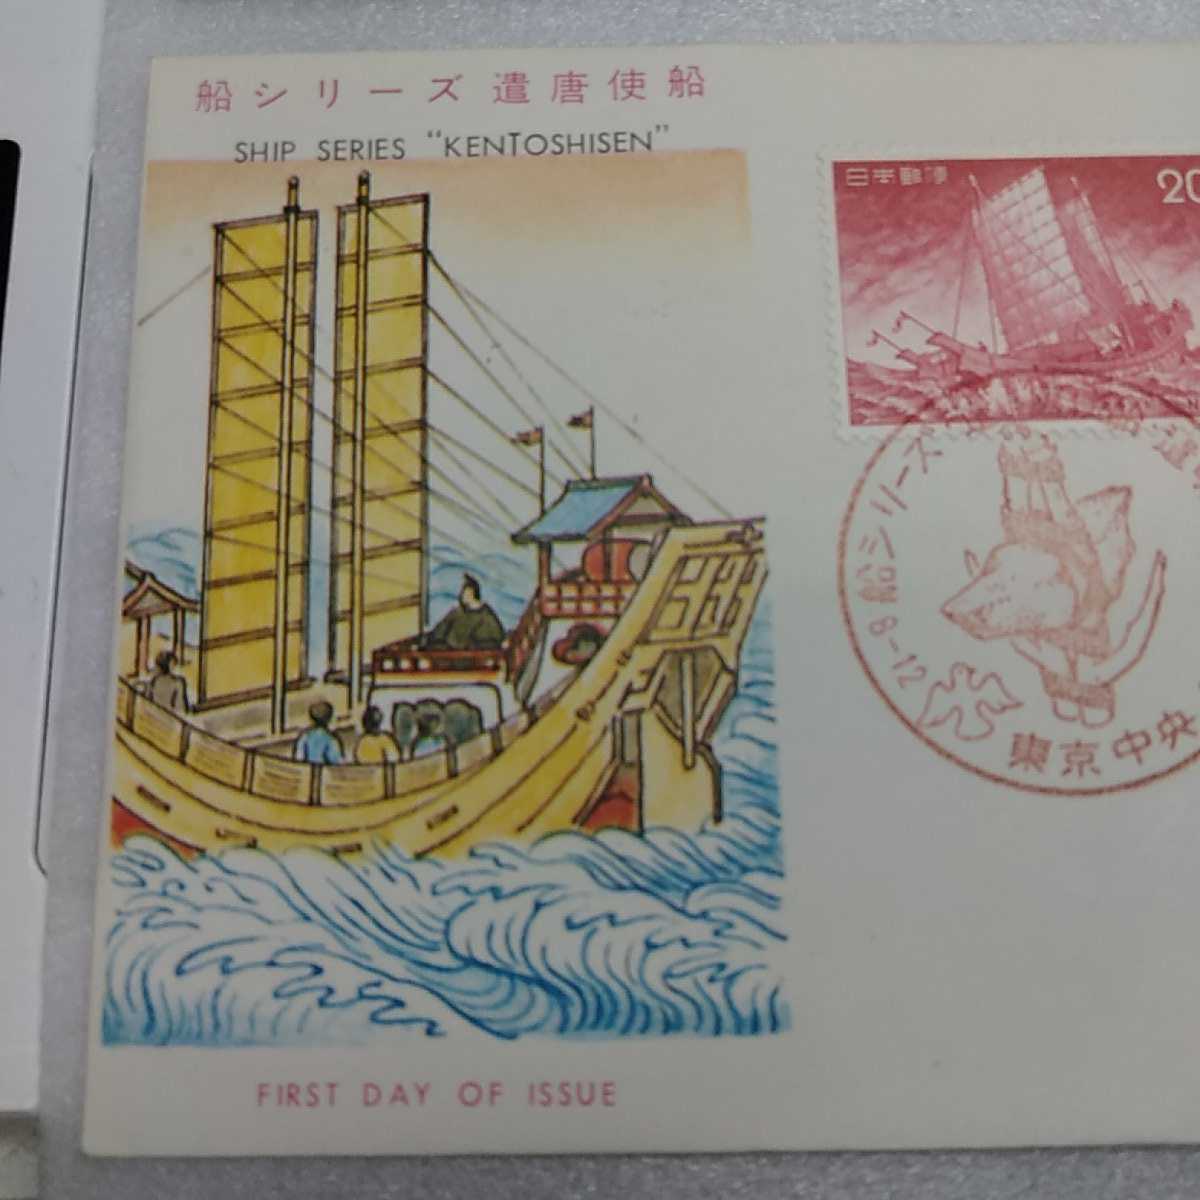 船シリーズ 遣唐使船
SHIP SERIES "KENTOSHISEN"
日本郵便 20
船シリーズ
8-12
東京中央
FIRST DAY OF ISSUE